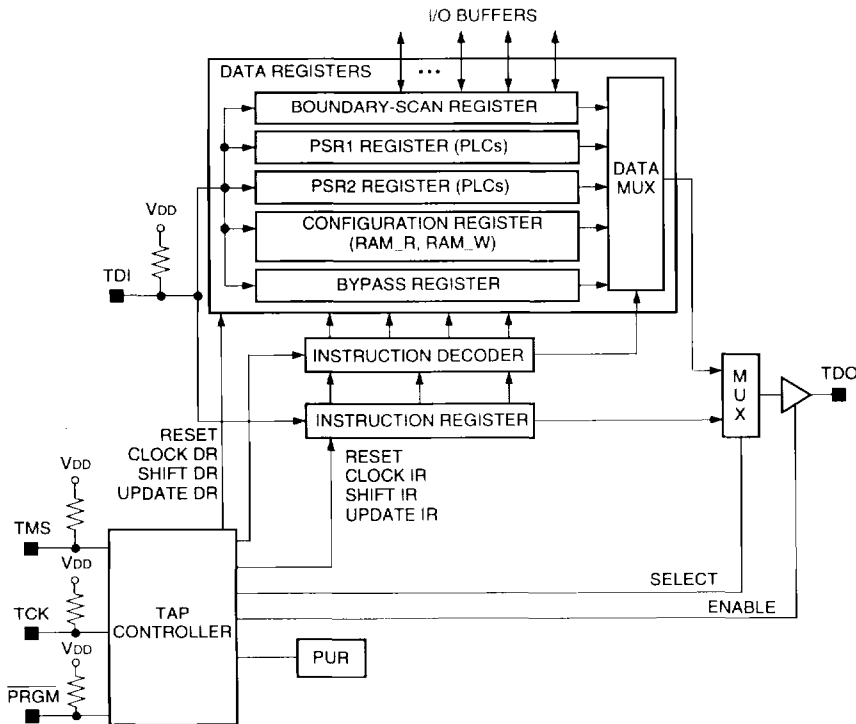 I/O BUFFERS
DATA REGISTERS
...
BOUNDARY-SCAN REGISTER
PSR1 REGISTER (PLCs)
PSR2 REGISTER (PLCs)
CONFIGURATION REGISTER
(RAM_R, RAM_W)
BYPASS REGISTER
DATA
MUX
VDD
TDI
INSTRUCTION DECODER
INSTRUCTION REGISTER
M
U
X
TDO
RESET
CLOCK DR
SHIFT DR
UPDATE DR
RESET
CLOCK IR
SHIFT IR
UPDATE IR
VDD
TMS
VDD
TCK
VDD
PRGM
TAP
CONTROLLER
SELECT
ENABLE
PUR